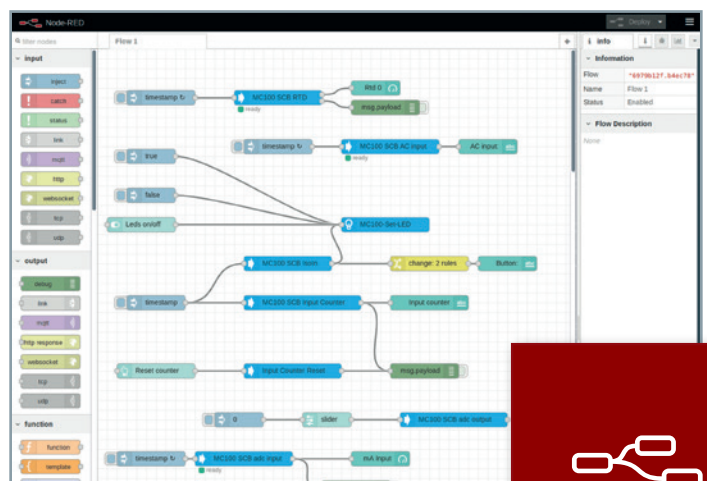 Node-RED
Deploy
filter nodes
Flow 1
info
input
inject
catch
status
link
mqtt
http
websocket
tcp
udp
output
debug
link
mqtt
http response
websocket
tcp
udp
function
function
template
timestamp ↻
MC100 SCB RTD
ready
Rtd 0
msg.payload
timestamp ↻
MC100 SCB AC input
ready
AC input
abc
true
false
Leds on/off
MC100-Set-LED
change: 2 rules
Button
abc
timestamp
MC100 SCB Input Counter
Input counter
abc
Reset counter
Input Counter Reset
msg.payload
0
slider
MC100 SCB adc output
timestamp ↻
MC100 SCB adc input
ready
mA Input
Information
Flow
Name
Flow 1
Status
Enabled
Flow Description
None